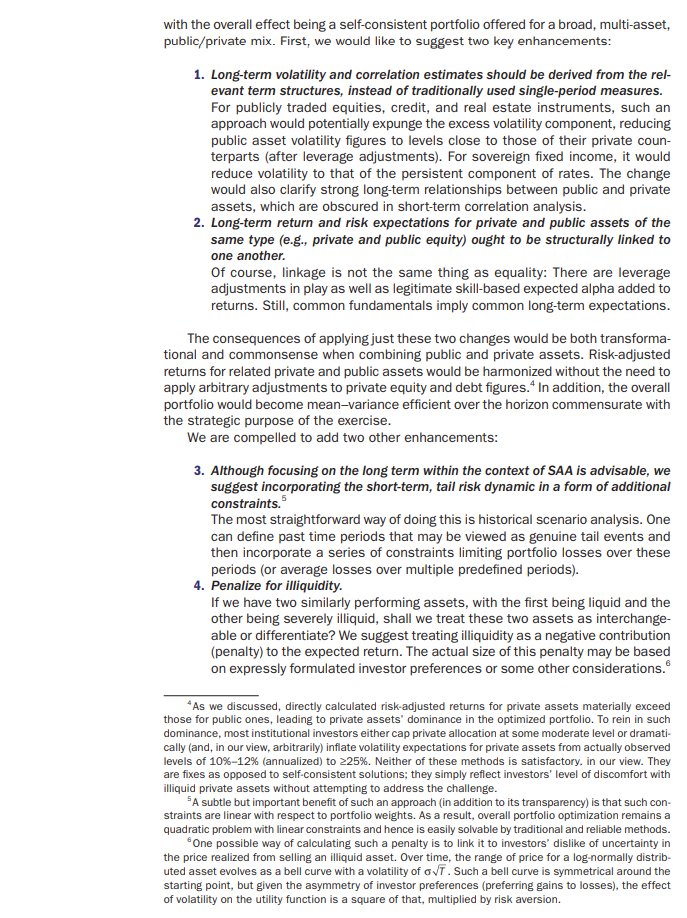 with the overall effect being a self-consistent portfolio offered for a broad, multi-asset,
public/private mix. First, we would like to suggest two key enhancements:
1. Long-term volatility and correlation estimates should be derived from the rel-
evant term structures, instead of traditionally used single-period measures.
For publicly traded equities, credit, and real estate instruments, such an
approach would potentially expunge the excess volatility component, reducing
public asset volatility figures to levels close to those of their private coun-
terparts (after leverage adjustments). For sovereign fixed income, it would
reduce volatility to that of the persistent component of rates. The change
would also clarify strong long-term relationships between public and private
assets, which are obscured in short-term correlation analysis.
2. Long-term return and risk expectations for private and public assets of the
same type (e.g., private and public equity) ought to be structurally linked to
one another.
Of course, linkage is not the same thing as equality: There are leverage
adjustments in play as well as legitimate skill-based expected alpha added to
returns. Still, common fundamentals imply common long-term expectations.
The consequences of applying just these two changes would be both transforma-
tional and commonsense when combining public and private assets. Risk-adjusted
returns for related private and public assets would be harmonized without the need to
apply arbitrary adjustments to private equity and debt figures.⁴ In addition, the overall
portfolio would become mean–variance efficient over the horizon commensurate with
the strategic purpose of the exercise.
We are compelled to add two other enhancements:
3. Although focusing on the long term within the context of SAA is advisable, we
suggest incorporating the short-term, tail risk dynamic in a form of additional
constraints.⁵
The most straightforward way of doing this is historical scenario analysis. One
can define past time periods that may be viewed as genuine tail events and
then incorporate a series of constraints limiting portfolio losses over these
periods (or average losses over multiple predefined periods).
4. Penalize for illiquidity.
If we have two similarly performing assets, with the first being liquid and the
other being severely illiquid, shall we treat these two assets as interchange-
able or differentiate? We suggest treating illiquidity as a negative contribution
(penalty) to the expected return. The actual size of this penalty may be based
on expressly formulated investor preferences or some other considerations.⁶
⁴As we discussed, directly calculated risk-adjusted returns for private assets materially exceed
those for public ones, leading to private assets' dominance in the optimized portfolio. To rein in such
dominance, most institutional investors either cap private allocation at some moderate level or dramati-
cally (and, in our view, arbitrarily) inflate volatility expectations for private assets from actually observed
levels of 10%–12% (annualized) to ≥25%. Neither of these methods is satisfactory, in our view. They
are fixes as opposed to self-consistent solutions; they simply reflect investors' level of discomfort with
illiquid private assets without attempting to address the challenge.
⁵A subtle but important benefit of such an approach (in addition to its transparency) is that such con-
straints are linear with respect to portfolio weights. As a result, overall portfolio optimization remains a
quadratic problem with linear constraints and hence is easily solvable by traditional and reliable methods.
⁶One possible way of calculating such a penalty is to link it to investors' dislike of uncertainty in
the price realized from selling an illiquid asset. Over time, the range of price for a log-normally distrib-
uted asset evolves as a bell curve with a volatility of σ√T. Such a bell curve is symmetrical around the
starting point, but given the asymmetry of investor preferences (preferring gains to losses), the effect
of volatility on the utility function is a square of that, multiplied by risk aversion.